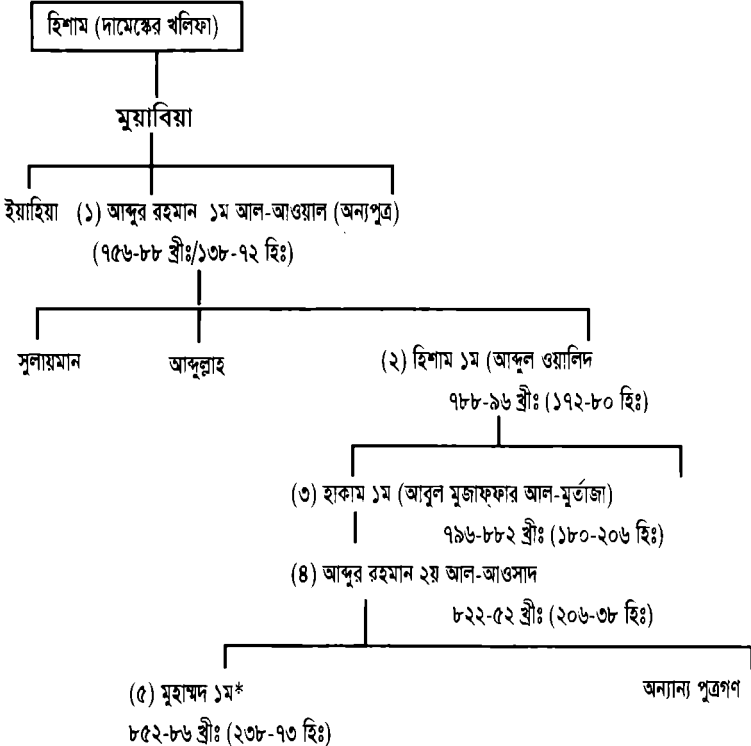 হিশাম (দামেস্কের খলিফা)
মুয়াবিয়া
ইয়াহিয়া (১) আব্দুর রহমান ১ম আল-আওয়াল (অন্যপুত্র)
(৭৫৬-৮৮ খ্রীঃ/১৩৮-৭২ হিঃ)
সুলায়মান আব্দুল্লাহ (২) হিশাম ১ম (আব্দুল ওয়ালিদ
৭৮৮-৯৬ খ্রীঃ (১৭২-৮০ হিঃ)
(৩) হাকাম ১ম (আবুল মুজাফ্ফার আল-মুর্তাজা)
৭৯৬-৮৮২ খ্রীঃ (১৮০-২০৬ হিঃ)
(৪) আব্দুর রহমান ২য় আল-আওসাদ
৮২২-৫২ খ্রীঃ (২০৬-৩৮ হিঃ)
(৫) মুহাম্মদ ১ম* অন্যান্য পুত্রগণ
৮৫২-৮৬ খ্রীঃ (২৩৮-৭৩ হিঃ)